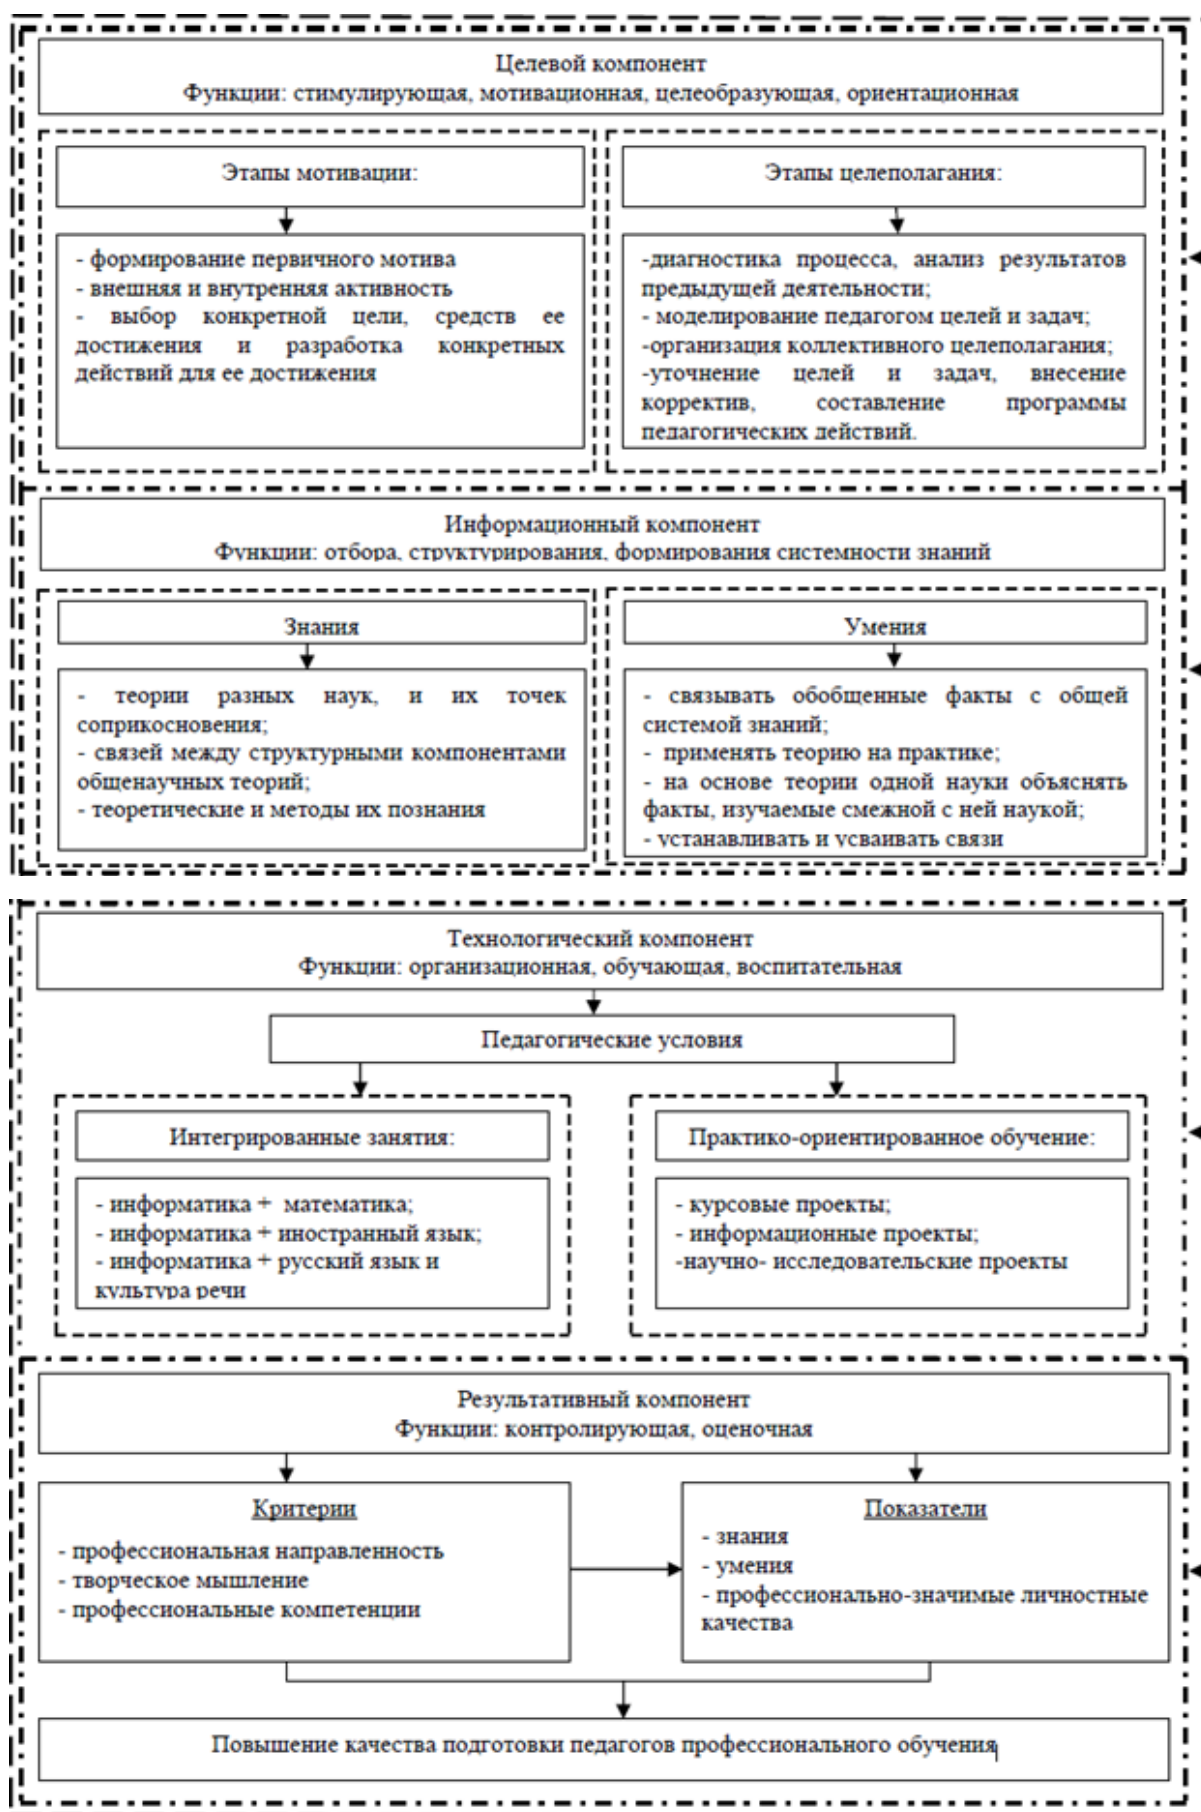 Целевой компонент
Функции: стимулирующая, мотивационная, целеобразующая, ориентационная
Этапы мотивации:
- формирование первичного мотива
- внешняя и внутренняя активность
- выбор конкретной цели, средств ее
достижения и разработка конкретных
действий для ее достижения
Этапы целеполагания:
-диагностика процесса, анализ результатов
предыдущей деятельности;
- моделирование педагогом целей и задач;
-организация коллективного целеполагания;
-уточнение целей и задач, внесение
корректив, составление программы
педагогических действий.
Информационный компонент
Функции: отбора, структурирования, формирования системности знаний
Знания
- теории разных наук, и их точек
соприкосновения;
- связей между структурными компонентами
общенаучных теорий;
- теоретические и методы их познания
Умения
- связывать обобщенные факты с общей
системой знаний;
- применять теорию на практике;
- на основе теории одной науки объяснять
факты, изучаемые смежной с ней наукой;
- устанавливать и усваивать связи
Технологический компонент
Функции: организационная, обучающая, воспитательная
Педагогические условия
Интегрированные занятия:
- информатика + математика;
- информатика + иностранный язык;
- информатика + русский язык и
культура речи
Практико-ориентированное обучение:
- курсовые проекты;
- информационные проекты;
-научно- исследовательские проекты
Результативный компонент
Функции: контролирующая, оценочная
Критерии
- профессиональная направленность
- творческое мышление
- профессиональные компетенции
Показатели
- знания
- умения
- профессионально-значимые личностные
качества
Повышение качества подготовки педагогов профессионального обучения